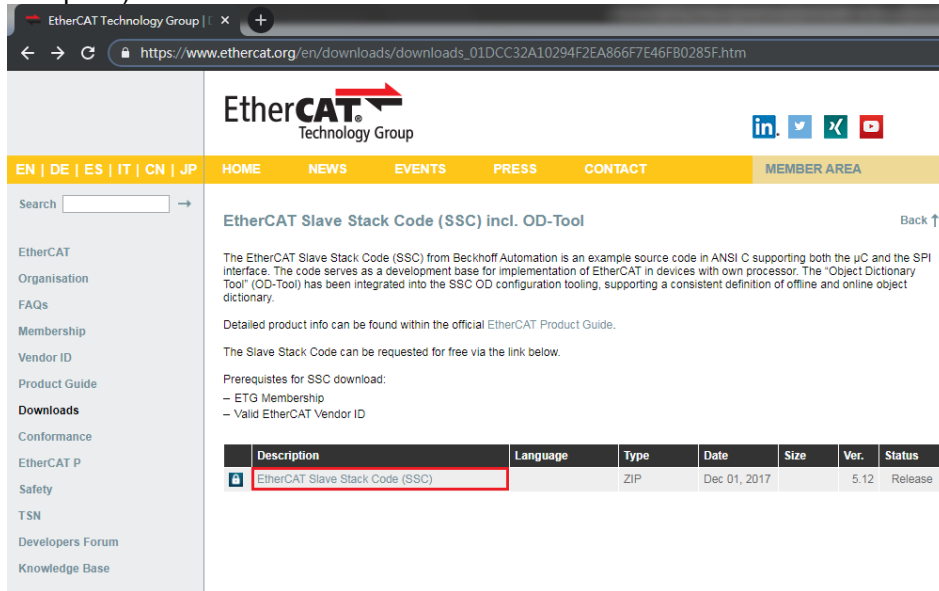 EtherCAT Technology Group |
https://www.ethercat.org/en/downloads/downloads_01DCC32A10294F2EA866F7E46FB0285F.htm
EtherCAT®
Technology Group
in.
EN | DE | ES | IT | CN | JP
HOME NEWS EVENTS PRESS CONTACT MEMBER AREA
Search →
EtherCAT
Organisation
FAQs
Membership
Vendor ID
Product Guide
Downloads
Conformance
EtherCAT P
Safety
TSN
Developers Forum
Knowledge Base
EtherCAT Slave Stack Code (SSC) incl. OD-Tool Back ↑
The EtherCAT Slave Stack Code (SSC) from Beckhoff Automation is an example source code in ANSI C supporting both the µC and the SPI
interface. The code serves as a development base for implementation of EtherCAT in devices with own processor. The "Object Dictionary
Tool" (OD-Tool) has been integrated into the SSC OD configuration tooling, supporting a consistent definition of offline and online object
dictionary.
Detailed product info can be found within the official EtherCAT Product Guide.
The Slave Stack Code can be requested for free via the link below.
Prerequistes for SSC download:
– ETG Membership
– Valid EtherCAT Vendor ID
Description Language Type Date Size Ver. Status
EtherCAT Slave Stack Code (SSC) ZIP Dec 01, 2017 5.12 Release